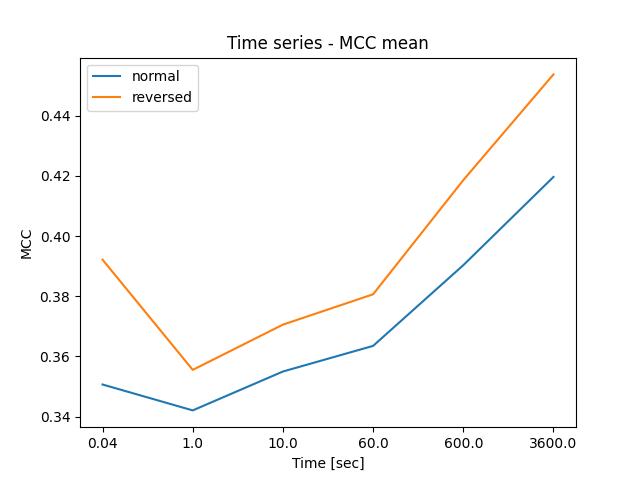 Time series - MCC mean
normal
reversed
MCC
0.44
0.42
0.40
0.38
0.36
0.34
0.04 1.0 10.0 60.0 600.0 3600.0
Time [sec]